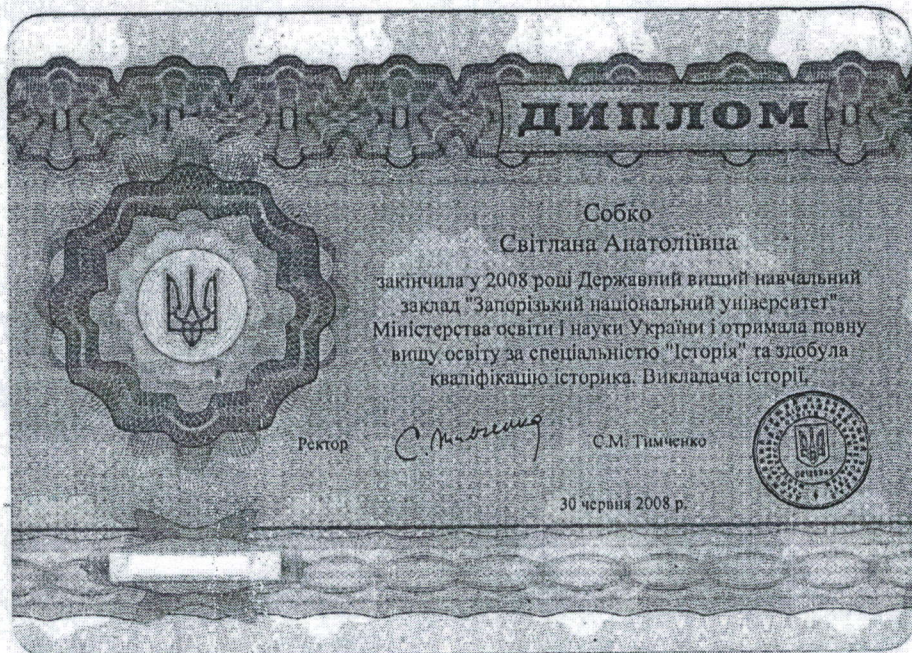 ДИПЛОМ
Собко
Світлана Анатоліївна
закінчила у 2008 році Державний вищий навчальний
заклад "Запорізький національний університет"
Міністерства освіти і науки України і отримала повну
вищу освіту за спеціальністю "Історія" та здобула
кваліфікацію історика. Викладача історії.
Ректор
С.М. Тимченко
30 червня 2008 р.